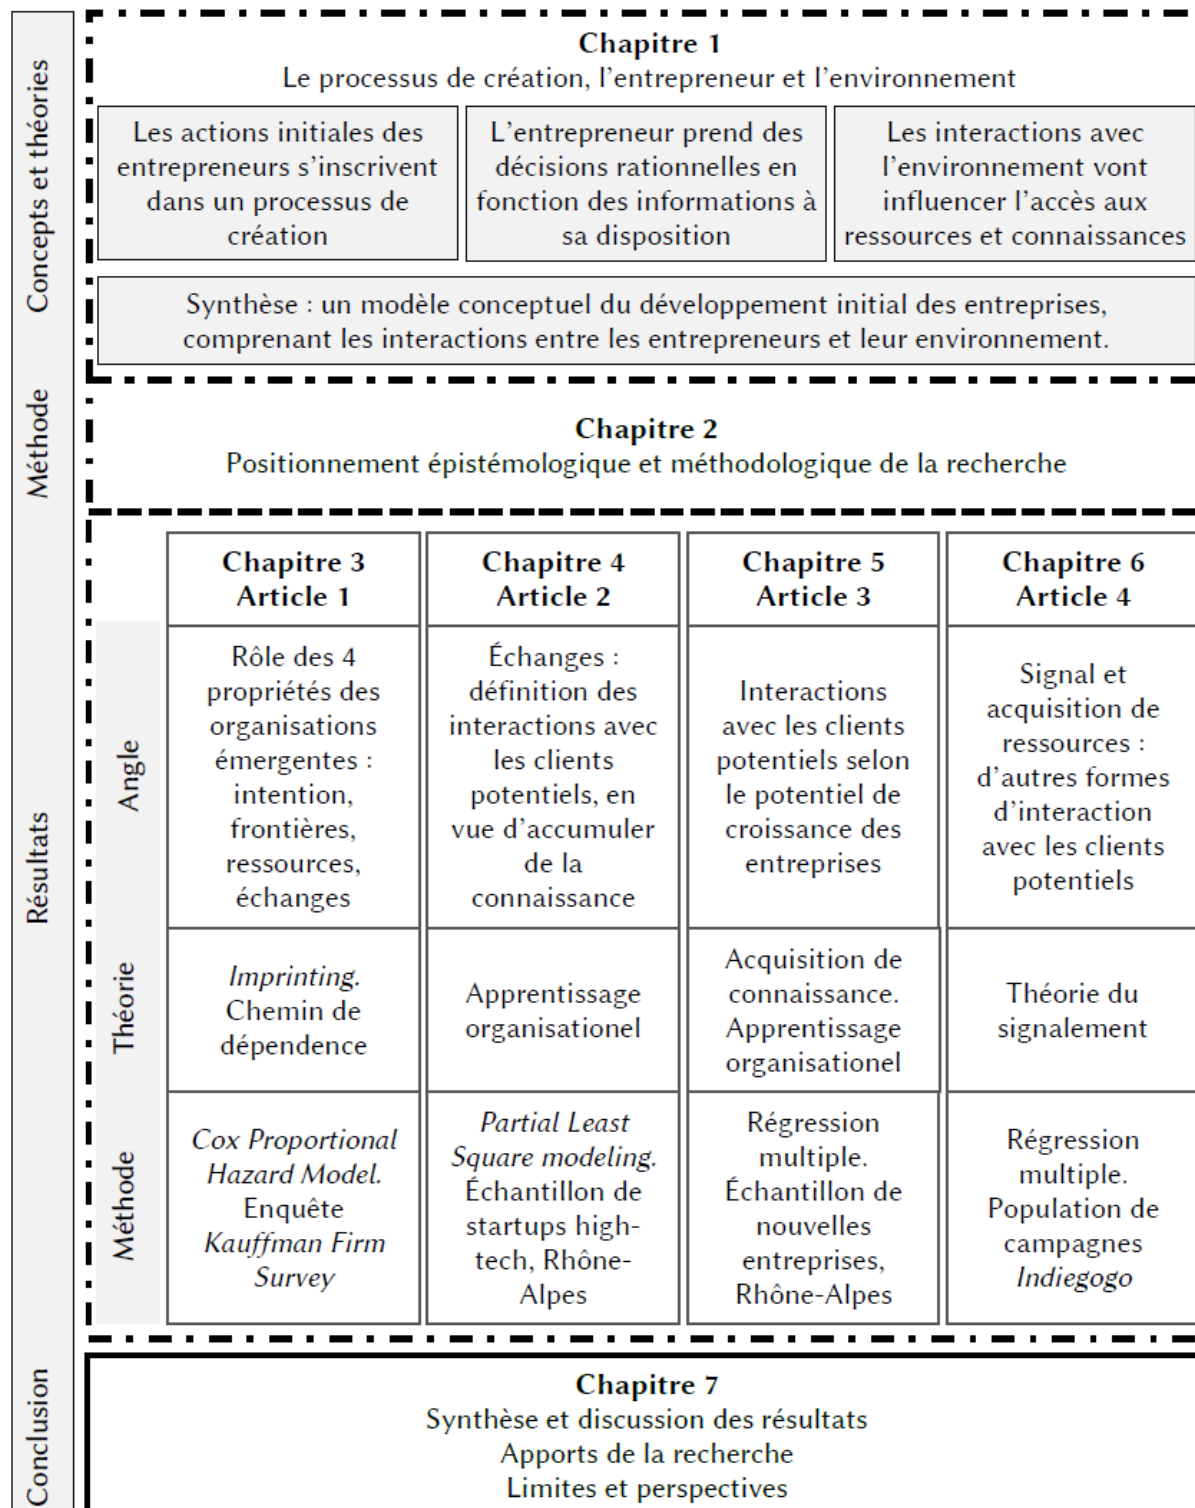 Concepts et théories
Chapitre 1
Le processus de création, l'entrepreneur et l'environnement
Les actions initiales des
entrepreneurs s'inscrivent
dans un processus de
création
L'entrepreneur prend des
décisions rationnelles en
fonction des informations à
sa disposition
Les interactions avec
l'environnement vont
influencer l'accès aux
ressources et connaissances
Synthèse : un modèle conceptuel du développement initial des entreprises,
comprenant les interactions entre les entrepreneurs et leur environnement.
Méthode
Chapitre 2
Positionnement épistémologique et méthodologique de la recherche
Résultats
Chapitre 3
Article 1
Chapitre 4
Article 2
Chapitre 5
Article 3
Chapitre 6
Article 4
Angle
Rôle des 4
propriétés des
organisations
émergentes :
intention,
frontières,
ressources,
échanges
Échanges :
définition des
interactions avec
les clients
potentiels, en
vue d'accumuler
de la
connaissance
Interactions
avec les clients
potentiels selon
le potentiel de
croissance des
entreprises
Signal et
acquisition de
ressources :
d'autres formes
d'interaction
avec les clients
potentiels
Théorie
Imprinting.
Chemin de
dépendence
Apprentissage
organisationel
Acquisition de
connaissance.
Apprentissage
organisationel
Théorie du
signalement
Méthode
Cox Proportional
Hazard Model.
Enquête
Kauffman Firm
Survey
Partial Least
Square modeling.
Échantillon de
startups high-
tech, Rhône-
Alpes
Régression
multiple.
Échantillon de
nouvelles
entreprises,
Rhône-Alpes
Régression
multiple.
Population de
campagnes
Indiegogo
Conclusion
Chapitre 7
Synthèse et discussion des résultats
Apports de la recherche
Limites et perspectives